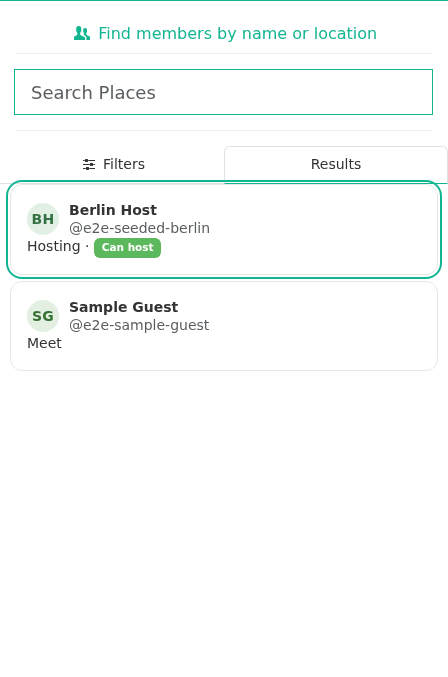 Find members by name or location
Search Places
Filters
Results
BH
Berlin Host
@e2e-seeded-berlin
Hosting · Can host
SG
Sample Guest
@e2e-sample-guest
Meet